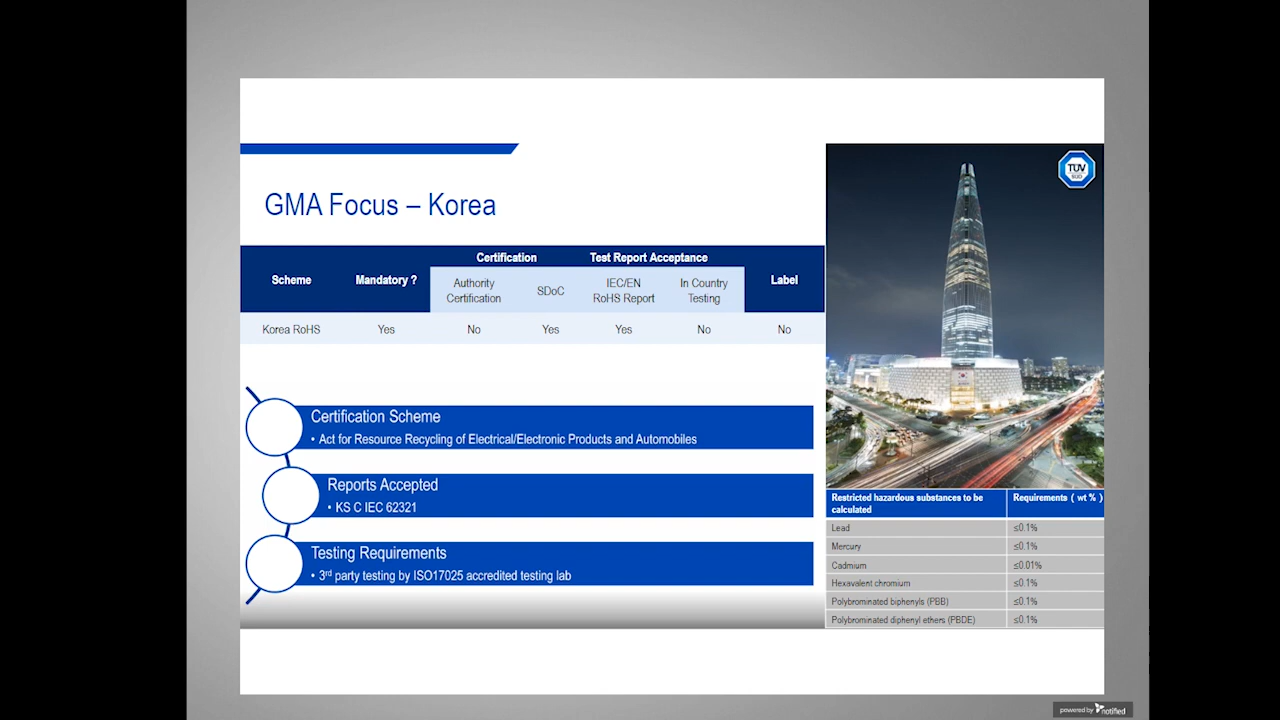 GMA Focus – Korea
Scheme Mandatory ? Certification Test Report Acceptance Label
Authority Certification SDoC IEC/EN RoHS Report In Country Testing
Korea RoHS Yes No Yes Yes No No
Certification Scheme
• Act for Resource Recycling of Electrical/Electronic Products and Automobiles
Reports Accepted
• KS C IEC 62321
Testing Requirements
• 3rd party testing by ISO17025 accredited testing lab
TÜV
SÜD
Restricted hazardous substances to be calculated Requirements ( wt % )
Lead ≤0.1%
Mercury ≤0.1%
Cadmium ≤0.01%
Hexavalent chromium ≤0.1%
Polybrominated biphenyls (PBB) ≤0.1%
Polybrominated diphenyl ethers (PBDE) ≤0.1%
powered by notified